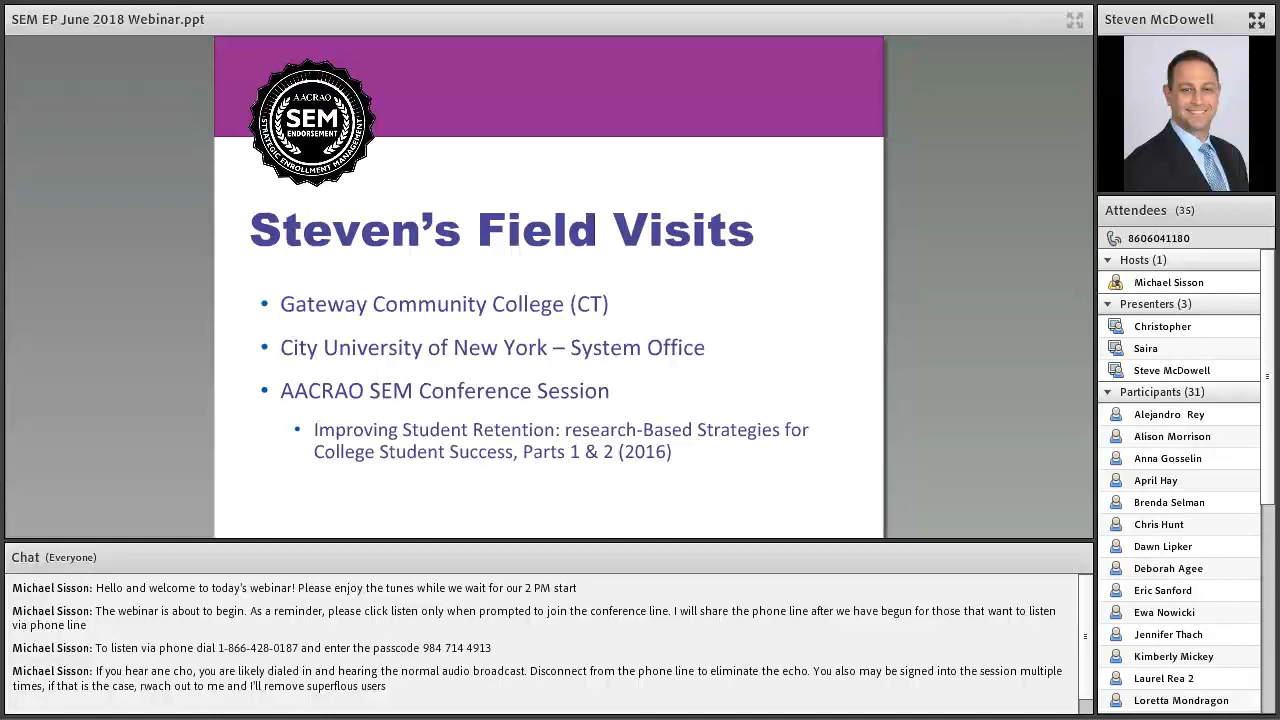 SEM EP June 2018 Webinar.ppt
AACRAO
SEM
ENDORSEMENT
STRATEGIC ENROLLMENT MANAGEMENT
Steven’s Field Visits
• Gateway Community College (CT)
• City University of New York – System Office
• AACRAO SEM Conference Session
• Improving Student Retention: research-Based Strategies for
College Student Success, Parts 1 & 2 (2016)
Chat (Everyone)
Michael Sisson: Hello and welcome to today's webinar! Please enjoy the tunes while we wait for our 2 PM start
Michael Sisson: The webinar is about to begin. As a reminder, please click listen only when prompted to join the conference line. I will share the phone line after we have begun for those that want to listen
via phone line
Michael Sisson: To listen via phone dial 1-866-428-0187 and enter the passcode 984 714 4913
Michael Sisson: If you hear an cho, you are likely dialed in and hearing the normal audio broadcast. Disconnect from the phone line to eliminate the echo. You also may be signed into the session multiple
times, if that is the case, rwach out to me and I'll remove superflous users
Steven McDowell
Attendees (35)
8606041180
Hosts (1)
Michael Sisson
Presenters (3)
Christopher
Saira
Steve McDowell
Participants (31)
Alejandro Rey
Alison Morrison
Anna Gosselin
April Hay
Brenda Selman
Chris Hunt
Dawn Lipker
Deborah Agee
Eric Sanford
Ewa Nowicki
Jennifer Thach
Kimberly Mickey
Laurel Rea 2
Loretta Mondragon